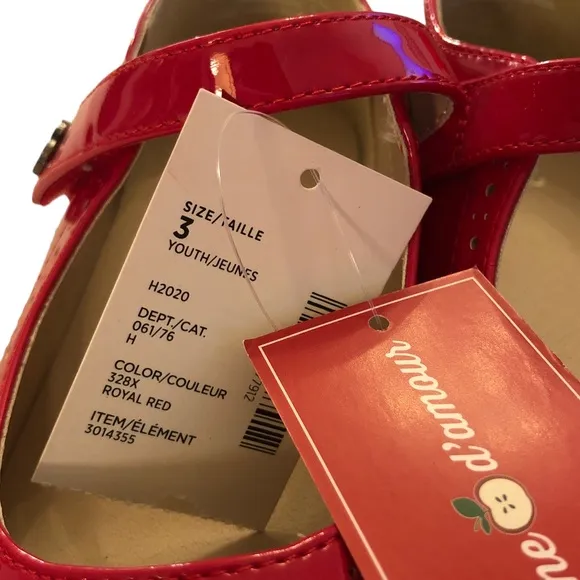 SIZE/TAILLE
3
YOUTH/JEUNES
H2020
DEPT./CAT.
061/76
H
COLOR/COULEUR
328X
ROYAL RED
ITEM/ÉLÉMENT
3014355
7912
d'amour